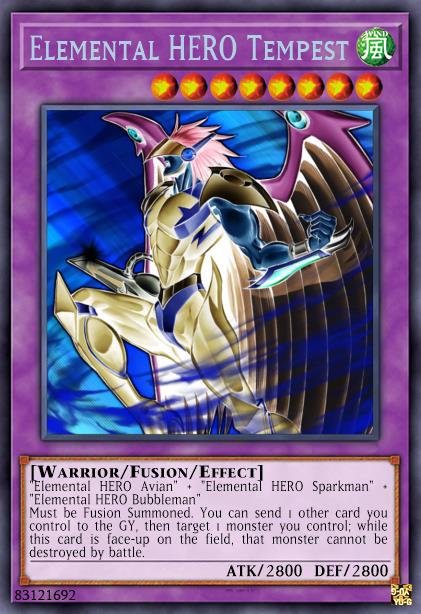 Elemental HERO Tempest
WIND
風
[Warrior/Fusion/Effect]
"Elemental HERO Avian" + "Elemental HERO Sparkman" +
"Elemental HERO Bubbleman"
Must be Fusion Summoned. You can send 1 other card you
control to the GY, then target 1 monster you control; while
this card is face-up on the field, that monster cannot be
destroyed by battle.
ATK/2800 DEF/2800
83121692